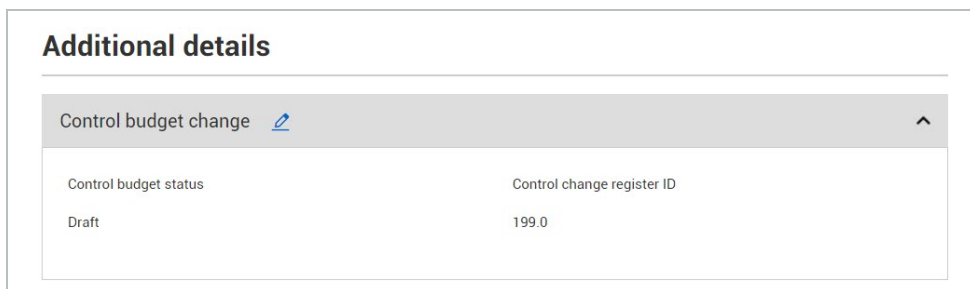 Additional details
Control budget change
Control budget status
Control change register ID
Draft
199.0